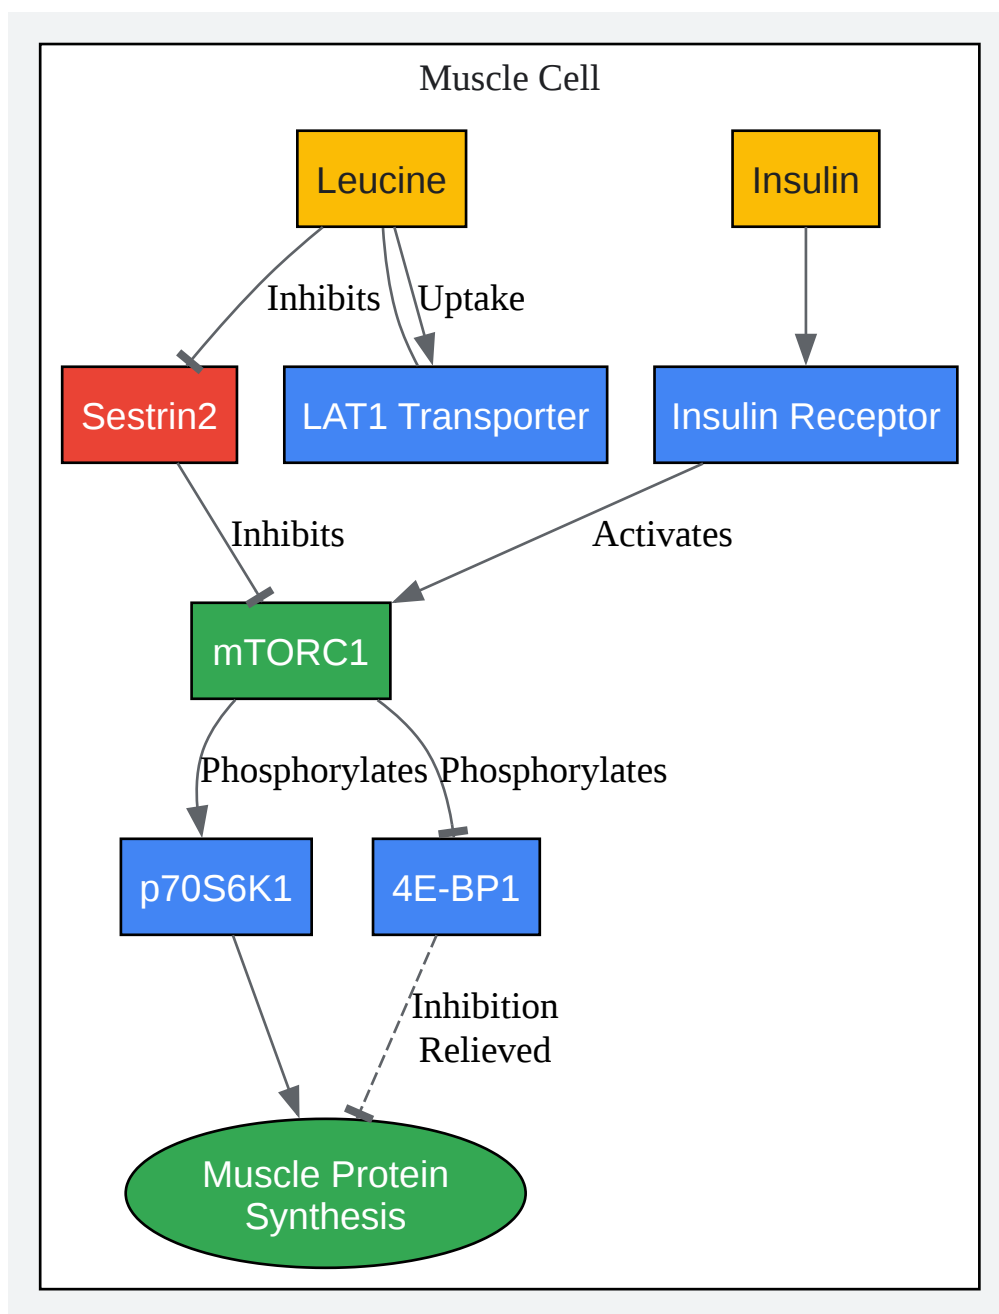 Muscle Cell
Leucine
Insulin
Inhibits
Uptake
Sestrin2
LAT1 Transporter
Insulin Receptor
Inhibits
Activates
mTORC1
Phosphorylates
Phosphorylates
p70S6K1
4E-BP1
Inhibition
Relieved
Muscle Protein
Synthesis